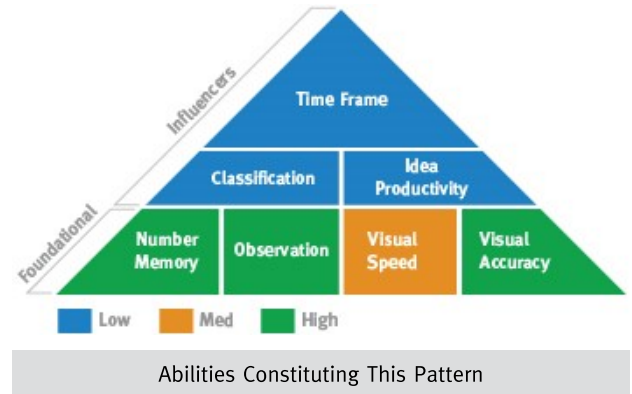 Influencers
Time Frame
Classification
Idea
Productivity
Foundational
Number
Memory
Observation
Visual
Speed
Visual
Accuracy
Low
Med
High
Abilities Constituting This Pattern